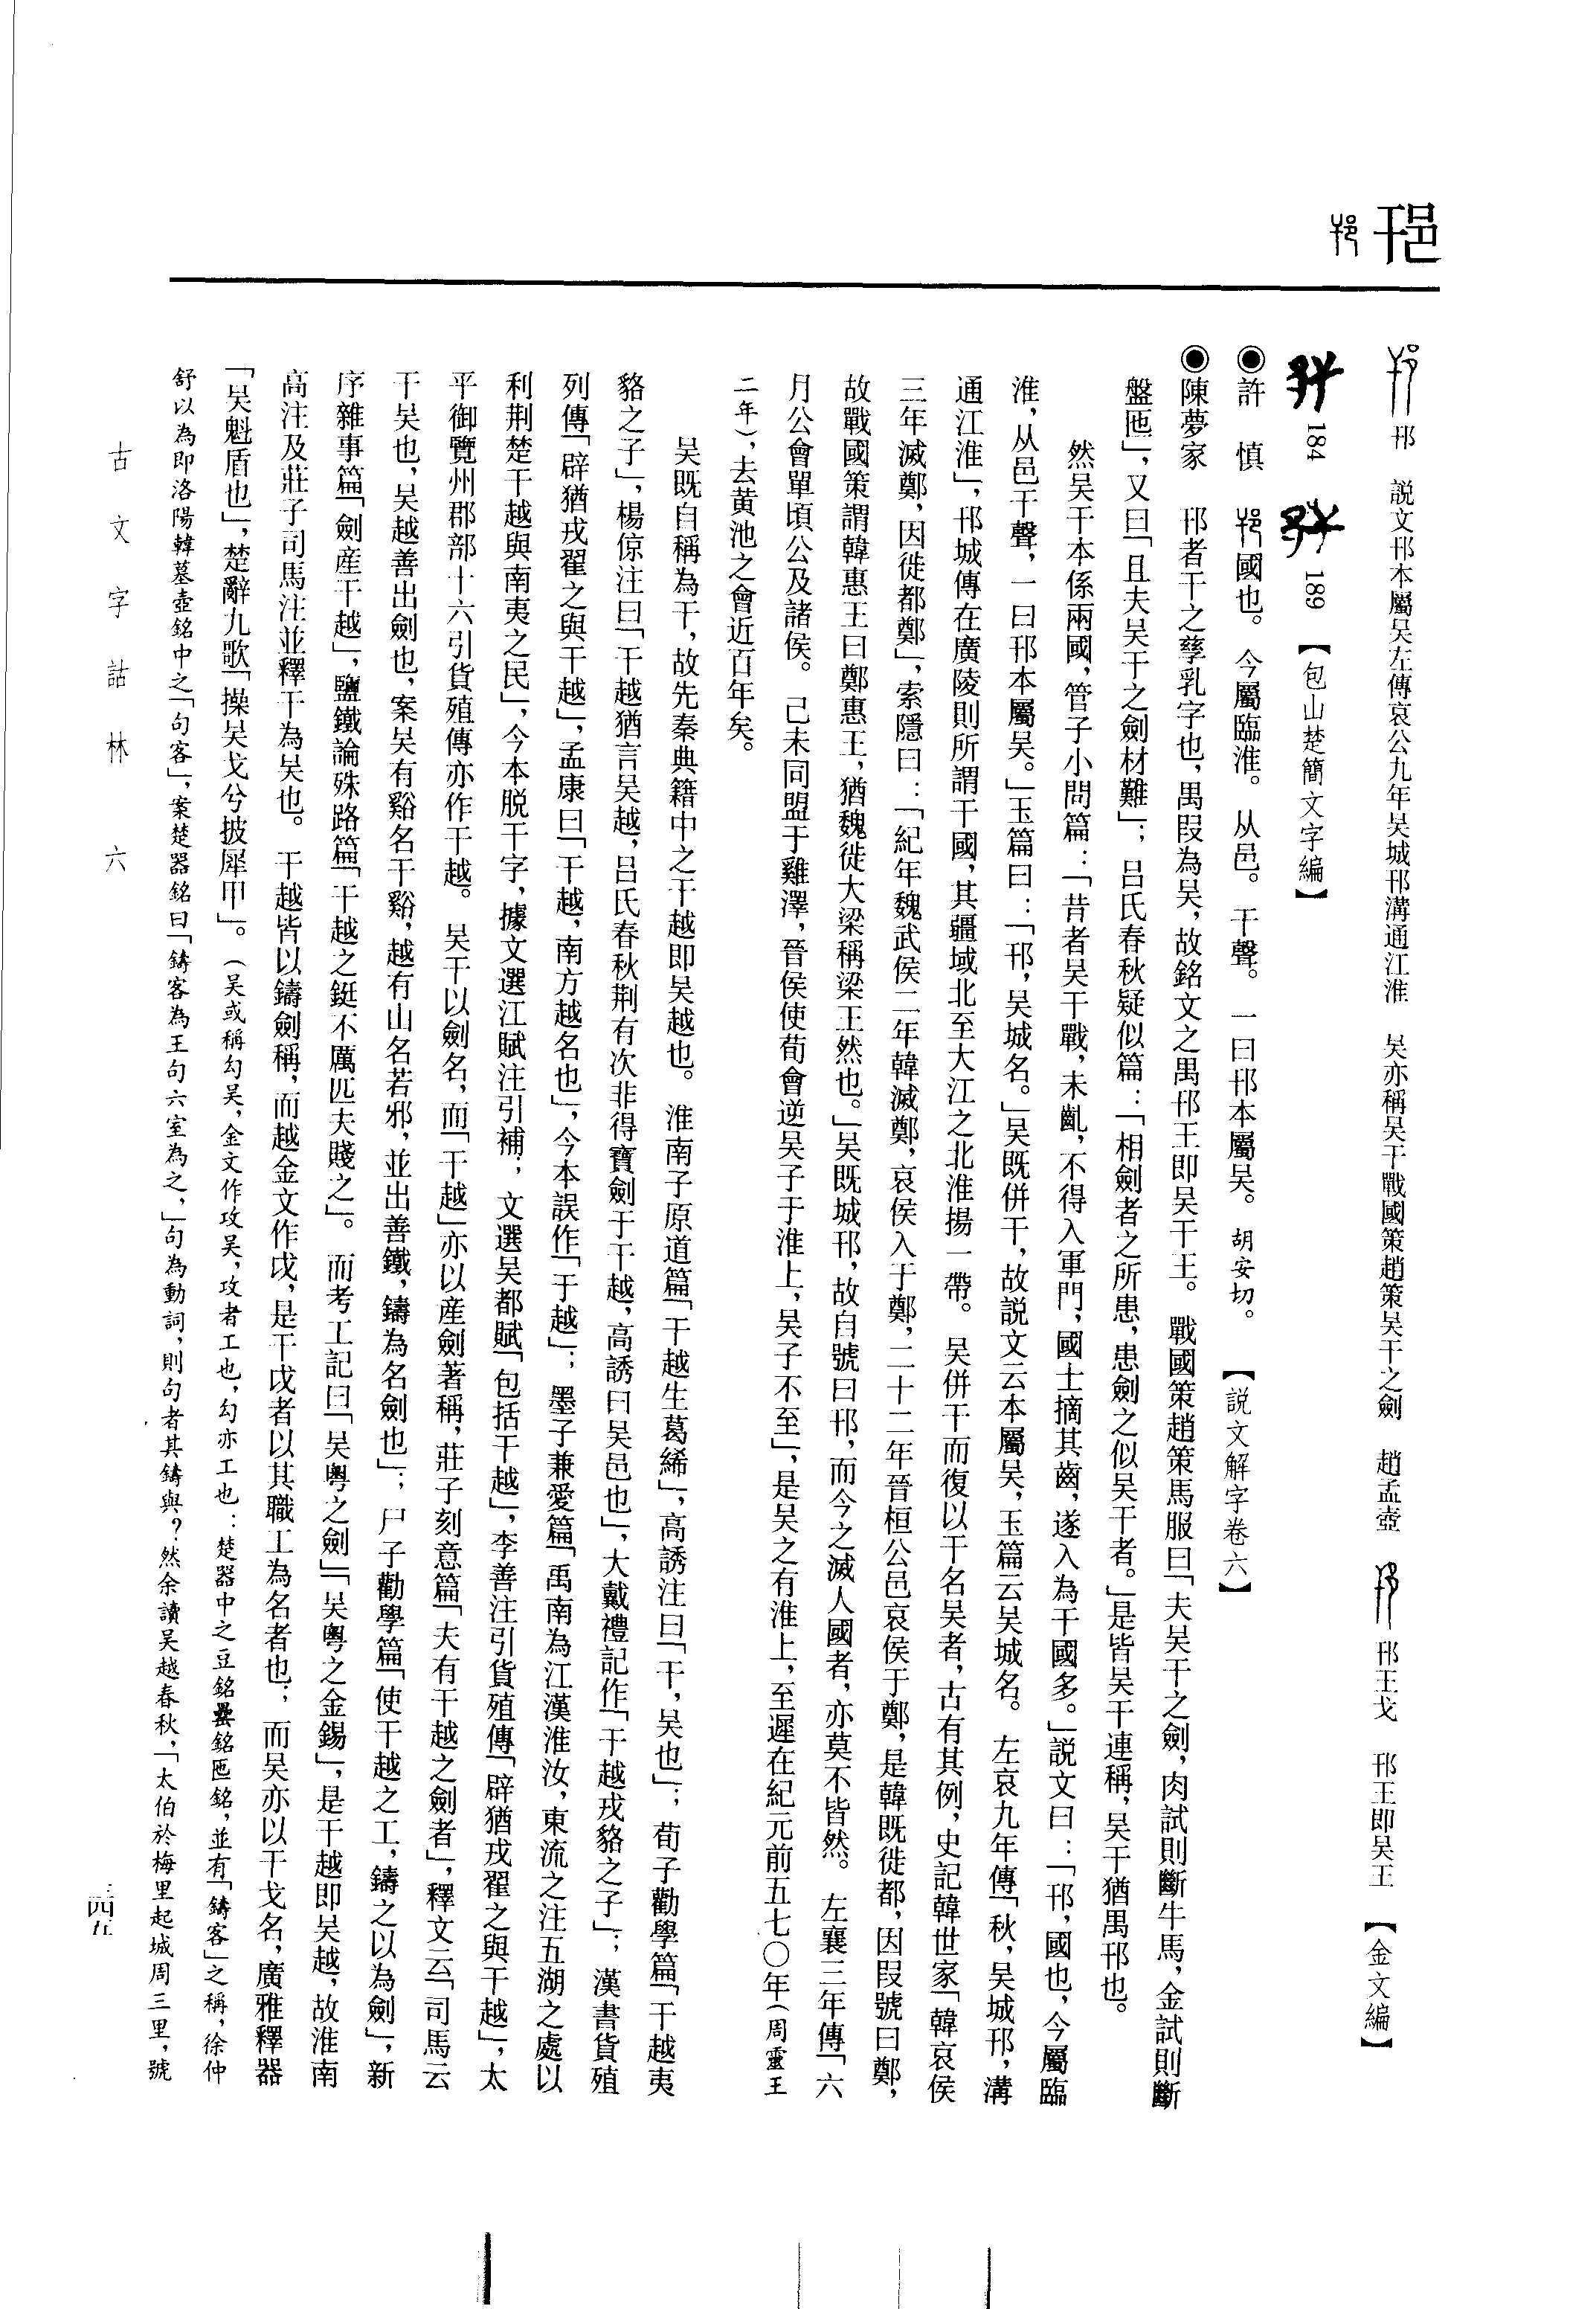 邗
邗 説文邗本屬吴左傳哀公九年吴城邗溝通江淮 吴亦稱吴干戰國策趙策吴干之劍 趙孟壺 邗王戈 邗王即吴王 【金文編】
184 189 【包山楚簡文字編】
◉許 慎 國也。今屬臨淮。从邑。干聲。一曰邗本屬吴。胡安切。 【説文解字卷六】
◉陳夢家 邗者干之孳乳字也，禺叚為吴，故銘文之禺邗王即吴干王。戰國策趙策馬服曰「夫吴干之劍，肉試則斷牛馬，金試則斷
盤匜」，又曰「且夫吴干之劍材難」；吕氏春秋疑似篇：「相劍者之所患，患劍之似吴干者。」是皆吴干連稱，吴干猶禺邗也。
然吴干本係兩國，管子小問篇：「昔者吴干戰，未齓，不得入軍門，國士摘其齒，遂入為干國多。」説文曰：「邗，國也，今屬臨
淮，从邑干聲，一曰邗本屬吴。」玉篇曰：「邗，吴城名。」吴既併干，故説文云本屬吴，玉篇云吴城名。左哀九年傳「秋，吴城邗，溝
通江淮」，邗城傳在廣陵則所謂干國，其疆域北至大江之北淮揚一帶。吴併干而復以干名吴者，古有其例，史記韓世家「韓哀侯
三年滅鄭，因徙都鄭」，索隱曰：「紀年魏武侯二年韓滅鄭，哀侯入于鄭，二十二年晉桓公邑哀侯于鄭，是韓既徙都，因叚號曰鄭，
故戰國策謂韓惠王曰鄭惠王，猶魏徙大梁稱梁王然也。」吴既城邗，故自號曰邗，而今之滅人國者，亦莫不皆然。左襄三年傳「六
月公會單頃公及諸侯。己未同盟于雞澤，晉侯使荀會逆吴子于淮上，吴子不至」，是吴之有淮上，至遲在紀元前五七〇年（周靈王
二年），去黄池之會近百年矣。
吴既自稱為干，故先秦典籍中之干越即吴越也。淮南子原道篇「干越生葛絺」，高誘注曰「干，吴也」；荀子勸學篇「干越夷
貉之子」，楊倞注曰「干越猶言吴越，吕氏春秋荆有次非得寶劍于干越，高誘曰吴邑也」，大戴禮記作「干越戎貉之子」；漢書貨殖
列傳「辟猶戎翟之與干越」，孟康曰「干越，南方越名也」，今本誤作「于越」；墨子兼愛篇「禹南為江漢淮汝，東流之注五湖之處以
利荆楚干越與南夷之民」，今本脱干字，據文選江賦注引補；文選吴都賦「包括干越」，李善注引貨殖傳「辟猶戎翟之與干越」，太
平御覽州郡部十六引貨殖傳亦作干越。吴干以劍名，而「干越」亦以産劍著稱，莊子刻意篇「夫有干越之劍者」，釋文云「司馬云
干吴也，吴越善出劍也，案吴有谿名干谿，越有山名若邪，並出善鐵，鑄為名劍也」；尸子勸學篇「使干越之工，鑄之以為劍」，新
序雜事篇「劍産干越」，鹽鐵論殊路篇「干越之鋌不厲匹夫賤之」。而考工記曰「吴粤之劍」「吴粤之金錫」，是干越即吴越，故淮南
高注及莊子司馬注並釋干為吴也。干越皆以鑄劍稱，而越金文作戉，是干戉者以其職工為名者也；而吴亦以干戈名，廣雅釋器
「吴魁盾也」，楚辭九歌「操吴戈兮披犀甲」。（吴或稱勾吴，金文作攻吴，攻者工也，勾亦工也：楚器中之豆銘銘匜銘，並有「鑄客」之稱，徐仲
舒以為即洛陽韓墓壺銘中之「句客」，案楚器銘曰「鑄客為王句六室為之，」句為動詞，則句者其鑄與？然余讀吴越春秋，「太伯於梅里起城周三里，號
古文字詁林 六
三四五